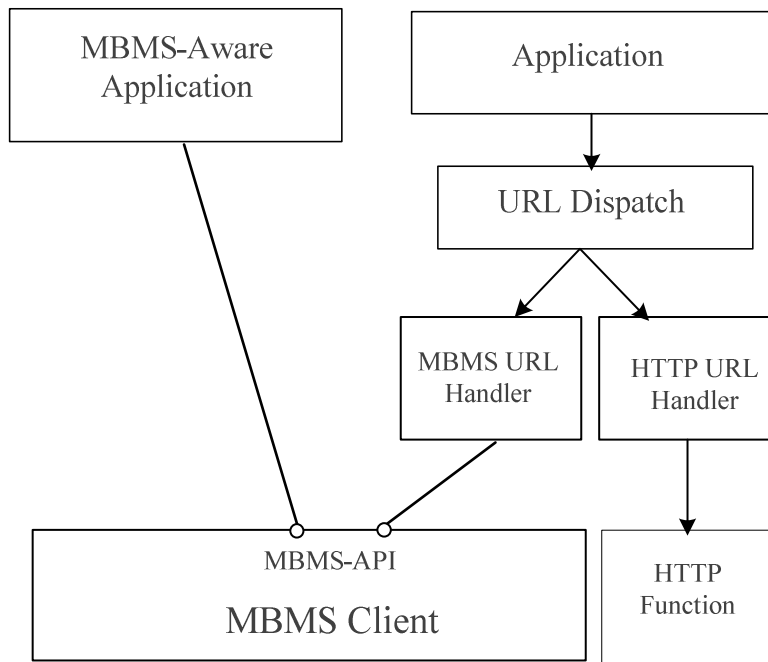 MBMS-Aware
Application
Application
URL Dispatch
MBMS URL
Handler
HTTP URL
Handler
MBMS-API
MBMS Client
HTTP
Function